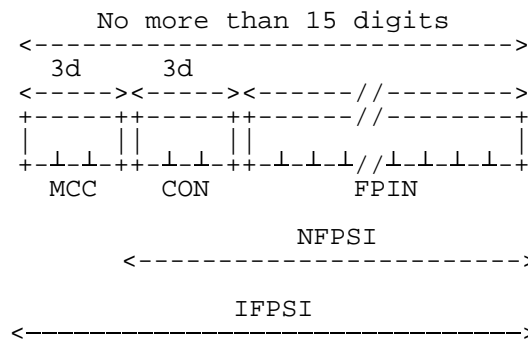 No more than 15 digits
3d 3d
MCC CON FPIN
NFPSI
IFPSI